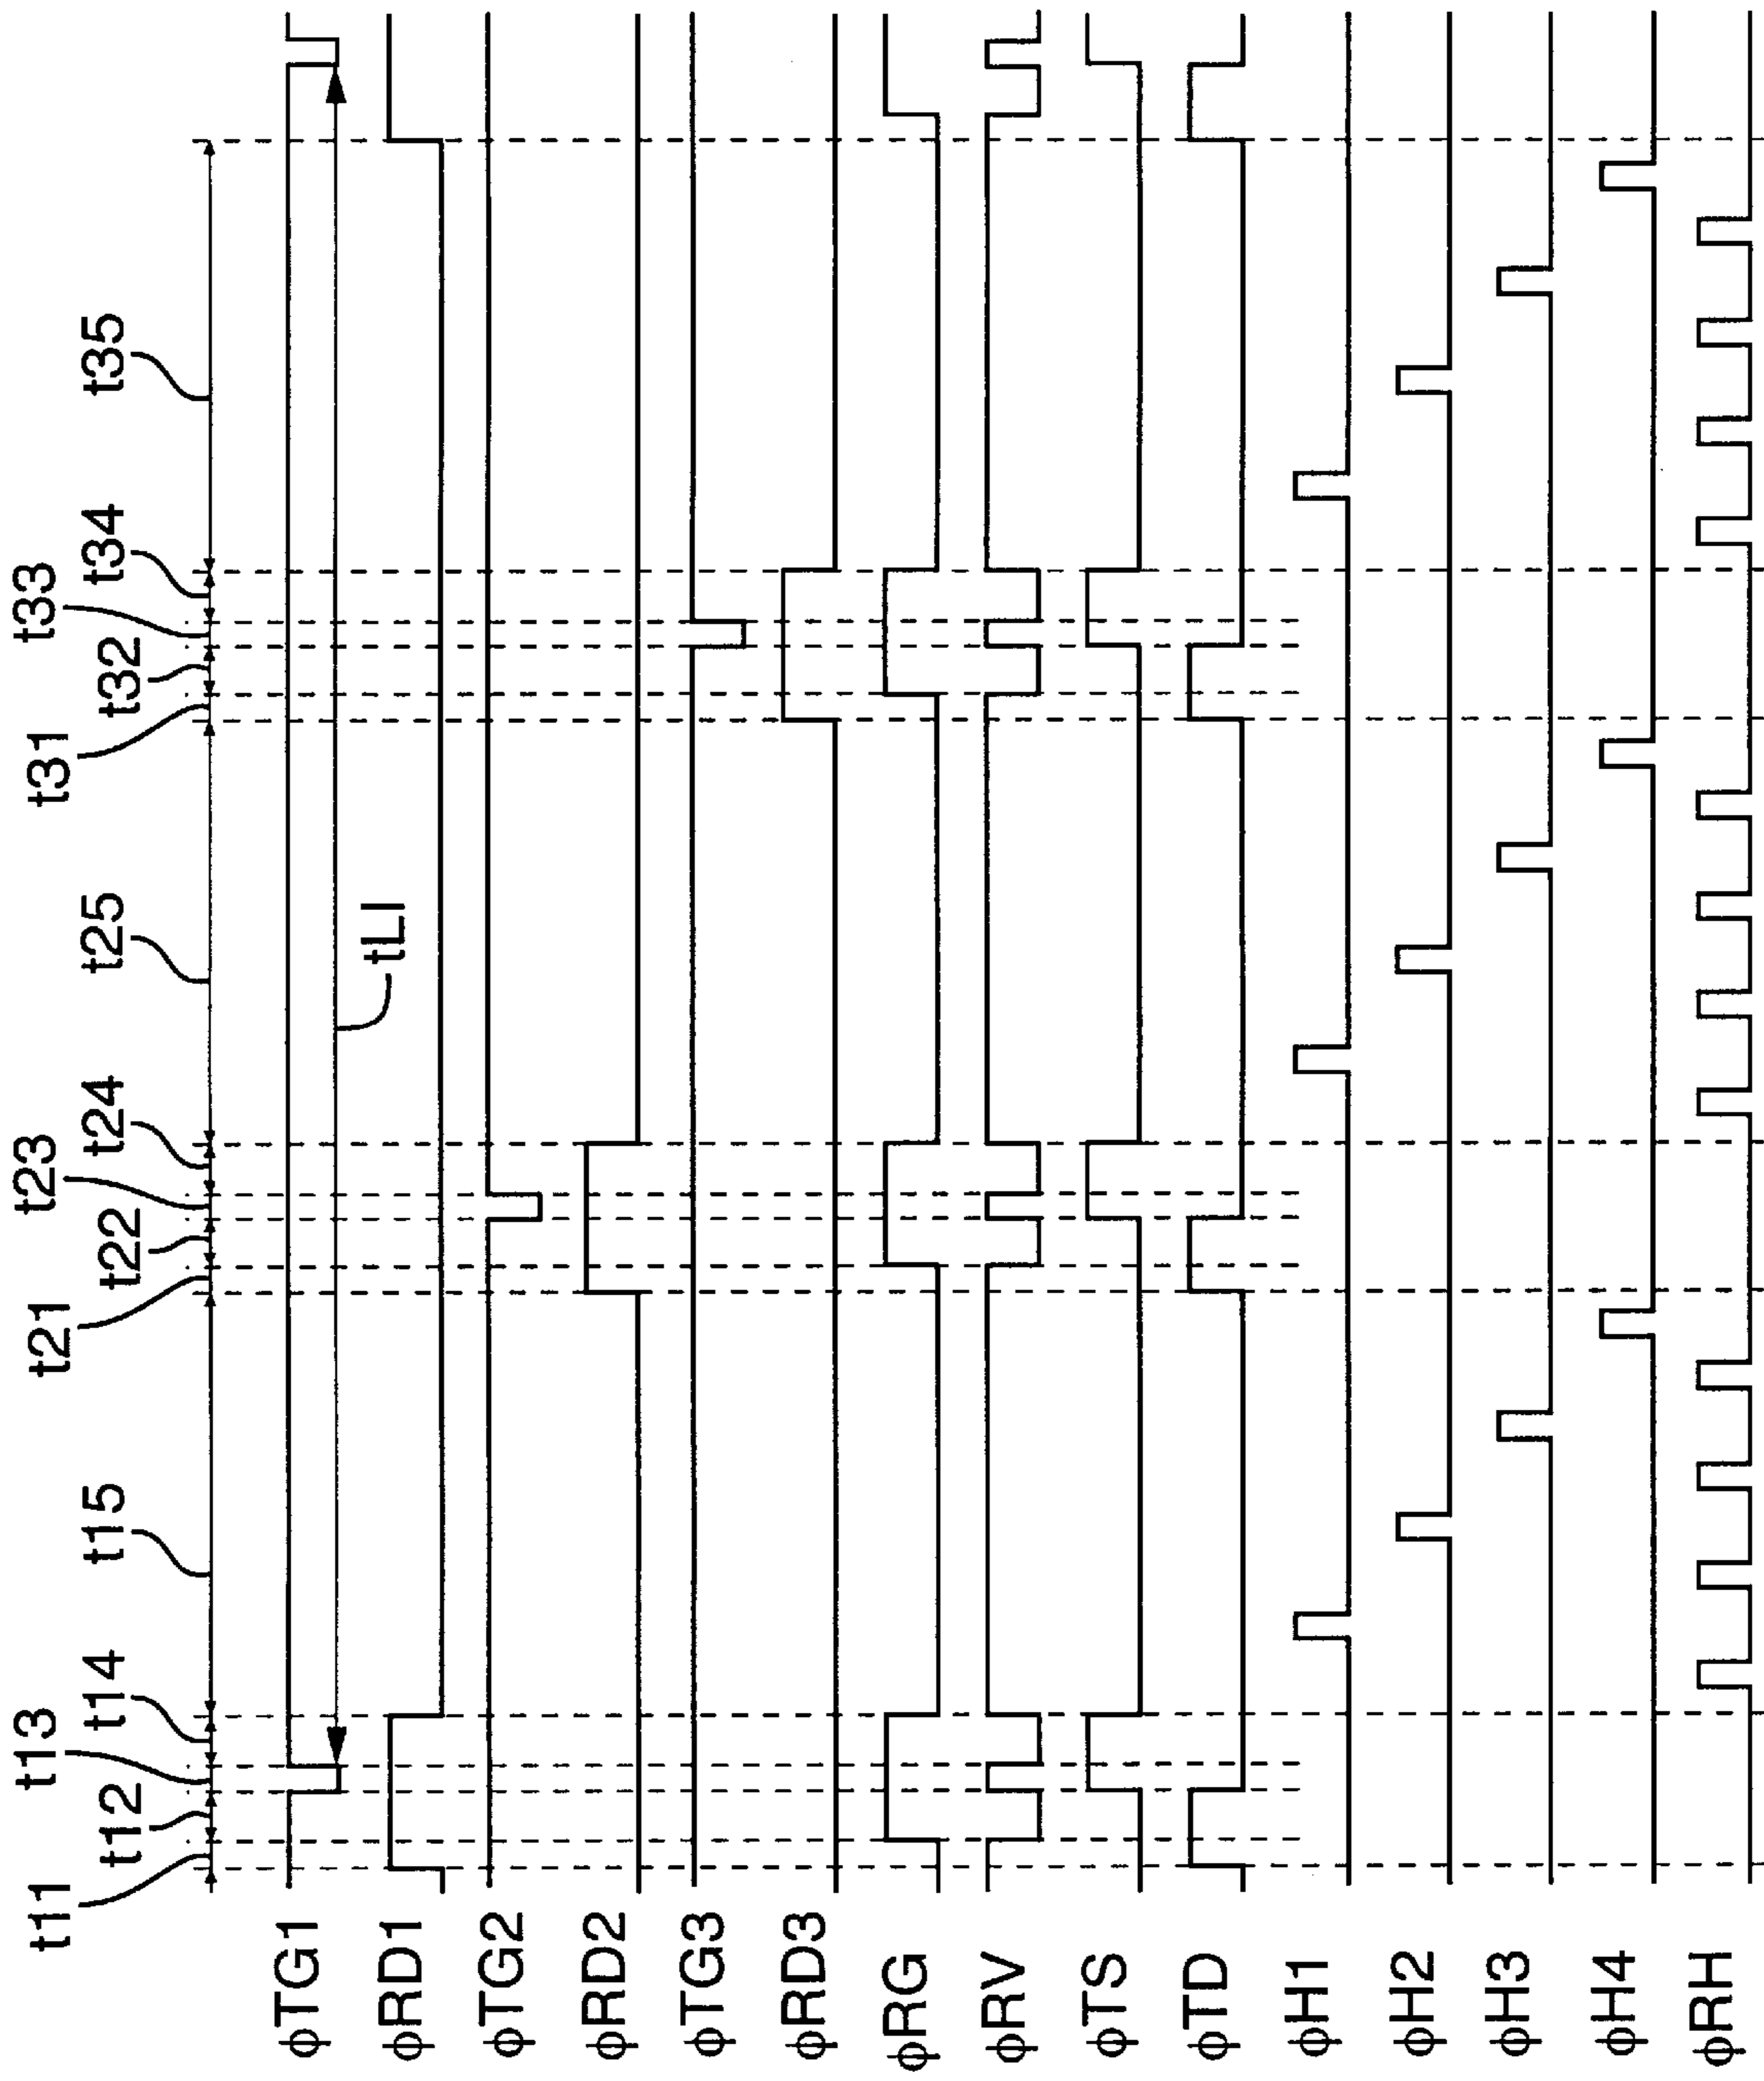 t11
t12
t13
t14
t15
t21
t22
t23
t24
t25
t31
t32
t33
t34
t35
ϕTG1
tLI
ϕRD1
ϕTG2
ϕRD2
ϕTG3
ϕRD3
ϕRG
ϕRV
ϕTS
ϕTD
ϕH1
ϕH2
ϕH3
ϕH4
ϕRH